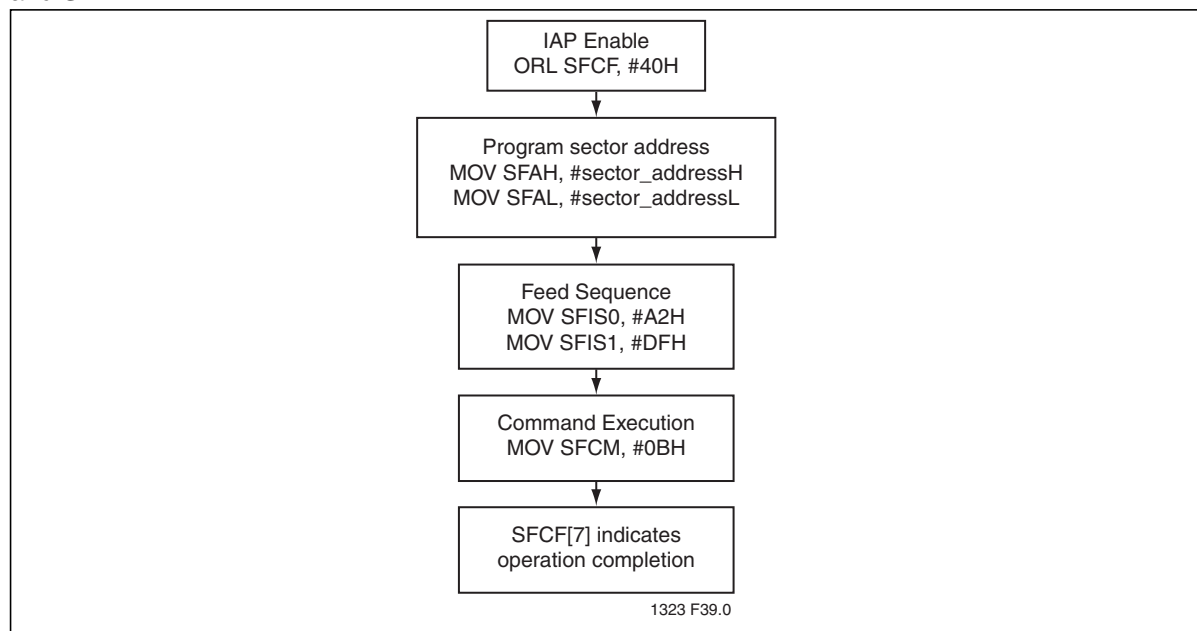 IAP Enable
ORL SFCF, #40H
Program sector address
MOV SFAH, #sector_addressH
MOV SFAL, #sector_addressL
Feed Sequence
MOV SFIS0, #A2H
MOV SFIS1, #DFH
Command Execution
MOV SFCM, #0BH
SFCF[7] indicates
operation completion
1323 F39.0